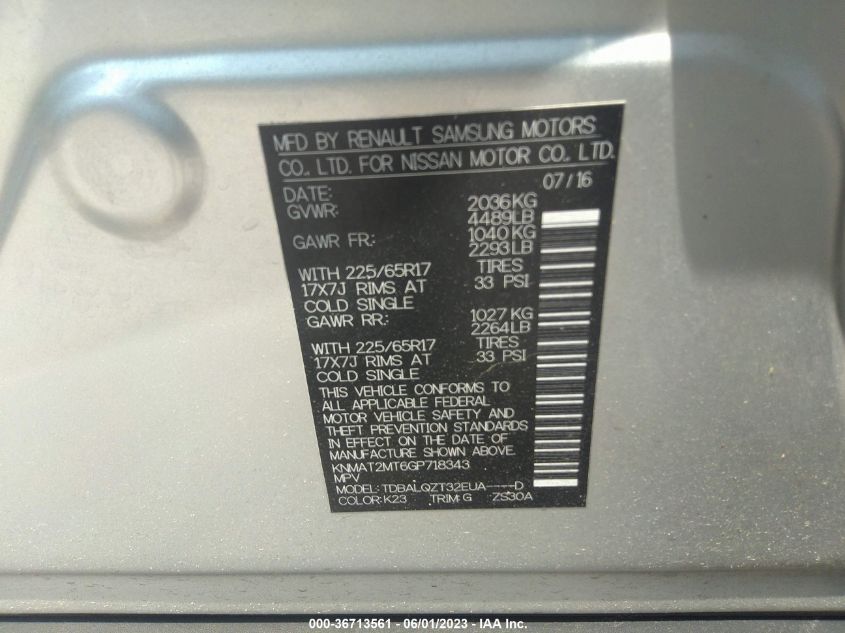 MFD BY RENAULT SAMSUNG MOTORS
CO., LTD. FOR NISSAN MOTOR CO., LTD.
DATE: 07/16
GVWR: 2036KG
4489LB
GAWR FR: 1040KG
2293LB
WITH 225/65R17 TIRES
17X7J RIMS AT 33 PSI
COLD SINGLE
GAWR RR: 1027KG
2264LB
WITH 225/65R17 TIRES
17X7J RIMS AT 33 PSI
COLD SINGLE
THIS VEHICLE CONFORMS TO
ALL APPLICABLE FEDERAL
MOTOR VEHICLE SAFETY AND
THEFT PREVENTION STANDARDS
IN EFFECT ON THE DATE OF
MANUFACTURE SHOWN ABOVE.
KNMAT2MT6GP718343
MPV
MODEL: TDBALQZT32EUA----D
COLOR: K23 TRIM: G ZS30A
000-36713561 - 06/01/2023 - IAA Inc.